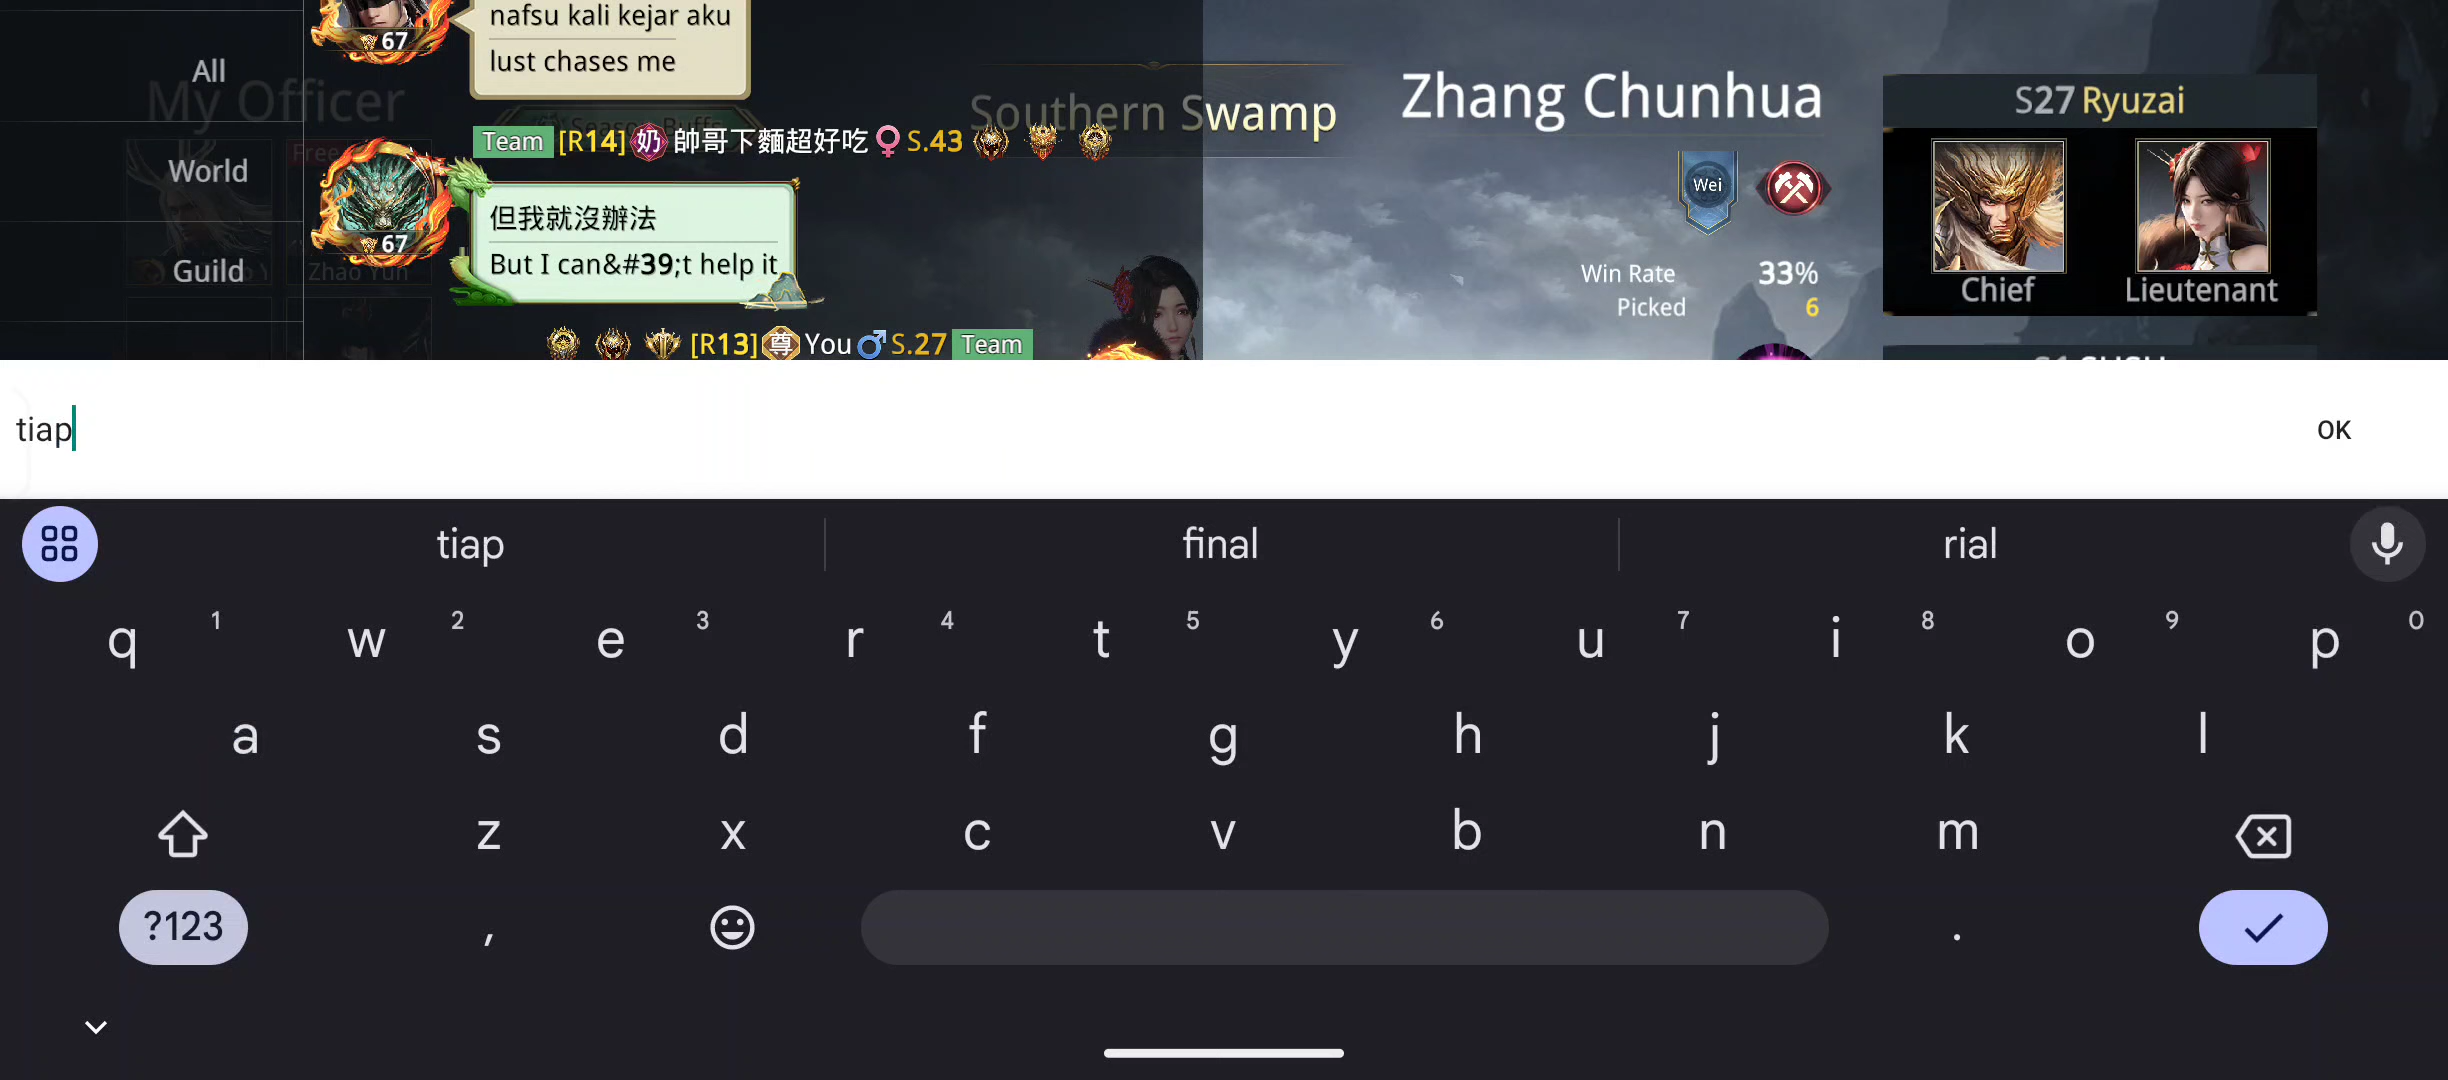 nafsu kali kejar aku
67
lust chases me
All
My Officer
World
Guild
Free
Zhao Yun
Season Buffs
Southern Swamp
Team [R14] 奶 帥哥下麵超好吃 ♀ S.43
67
但我就沒辦法
But I can&#39;t help it
[R13] 尊 You ♂ S.27 Team
Zhang Chunhua
Wei
Win Rate 33%
Picked 6
S27 Ryuzai
Chief Lieutenant
tiap
OK
tiap final rial
q 1 w 2 e 3 r 4 t 5 y 6 u 7 i 8 o 9 p 0
a s d f g h j k l
z x c v b n m
?123 , .